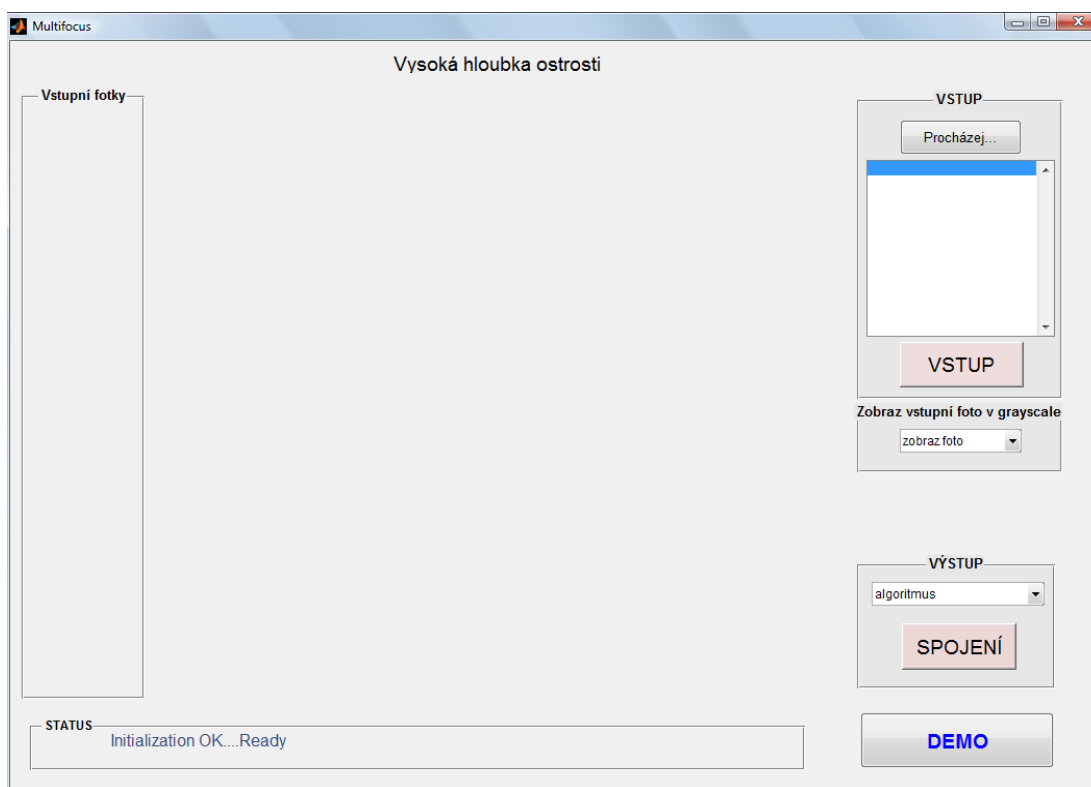 Multifocus
Vysoká hloubka ostrosti
Vstupní fotky
VSTUP
Procházej...
VSTUP
Zobraz vstupní foto v grayscale
zobraz foto
VÝSTUP
algoritmus
SPOJENÍ
STATUS
Initialization OK....Ready
DEMO